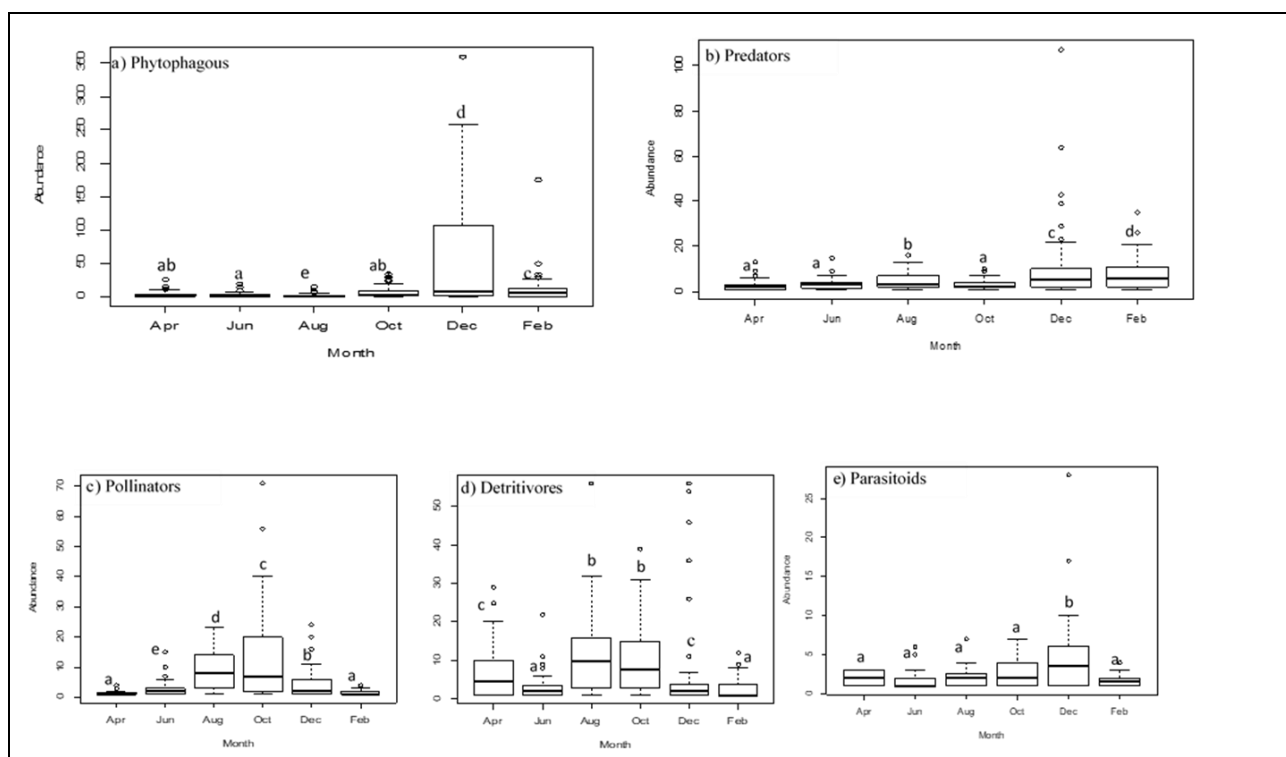 a) Phytophagous
Abundance
0 50 100 150 200 250 300 350
ab a e ab d c
Apr Jun Aug Oct Dec Feb
Month
b) Predators
Abundance
0 20 40 60 80 100
a a b a c d
Apr Jun Aug Oct Dec Feb
Month
c) Pollinators
Abundance
0 10 20 30 40 50 60 70
a e d c b a
Apr Jun Aug Oct Dec Feb
Month
d) Detritivores
0 10 20 30 40 50
c a b b c a
Apr Jun Aug Oct Dec Feb
Month
e) Parasitoids
Abundance
0 5 10 15 20 25
a a a a b a
Apr Jun Aug Oct Dec Feb
Month